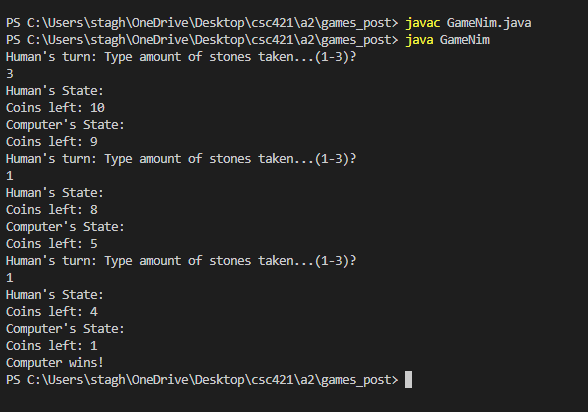 PS C:\Users\stagh\OneDrive\Desktop\csc421\a2\games_post> javac GameNim.java
PS C:\Users\stagh\OneDrive\Desktop\csc421\a2\games_post> java GameNim
Human's turn: Type amount of stones taken...(1-3)?
3
Human's State:
Coins left: 10
Computer's State:
Coins left: 9
Human's turn: Type amount of stones taken...(1-3)?
1
Human's State:
Coins left: 8
Computer's State:
Coins left: 5
Human's turn: Type amount of stones taken...(1-3)?
1
Human's State:
Coins left: 4
Computer's State:
Coins left: 1
Computer wins!
PS C:\Users\stagh\OneDrive\Desktop\csc421\a2\games_post>